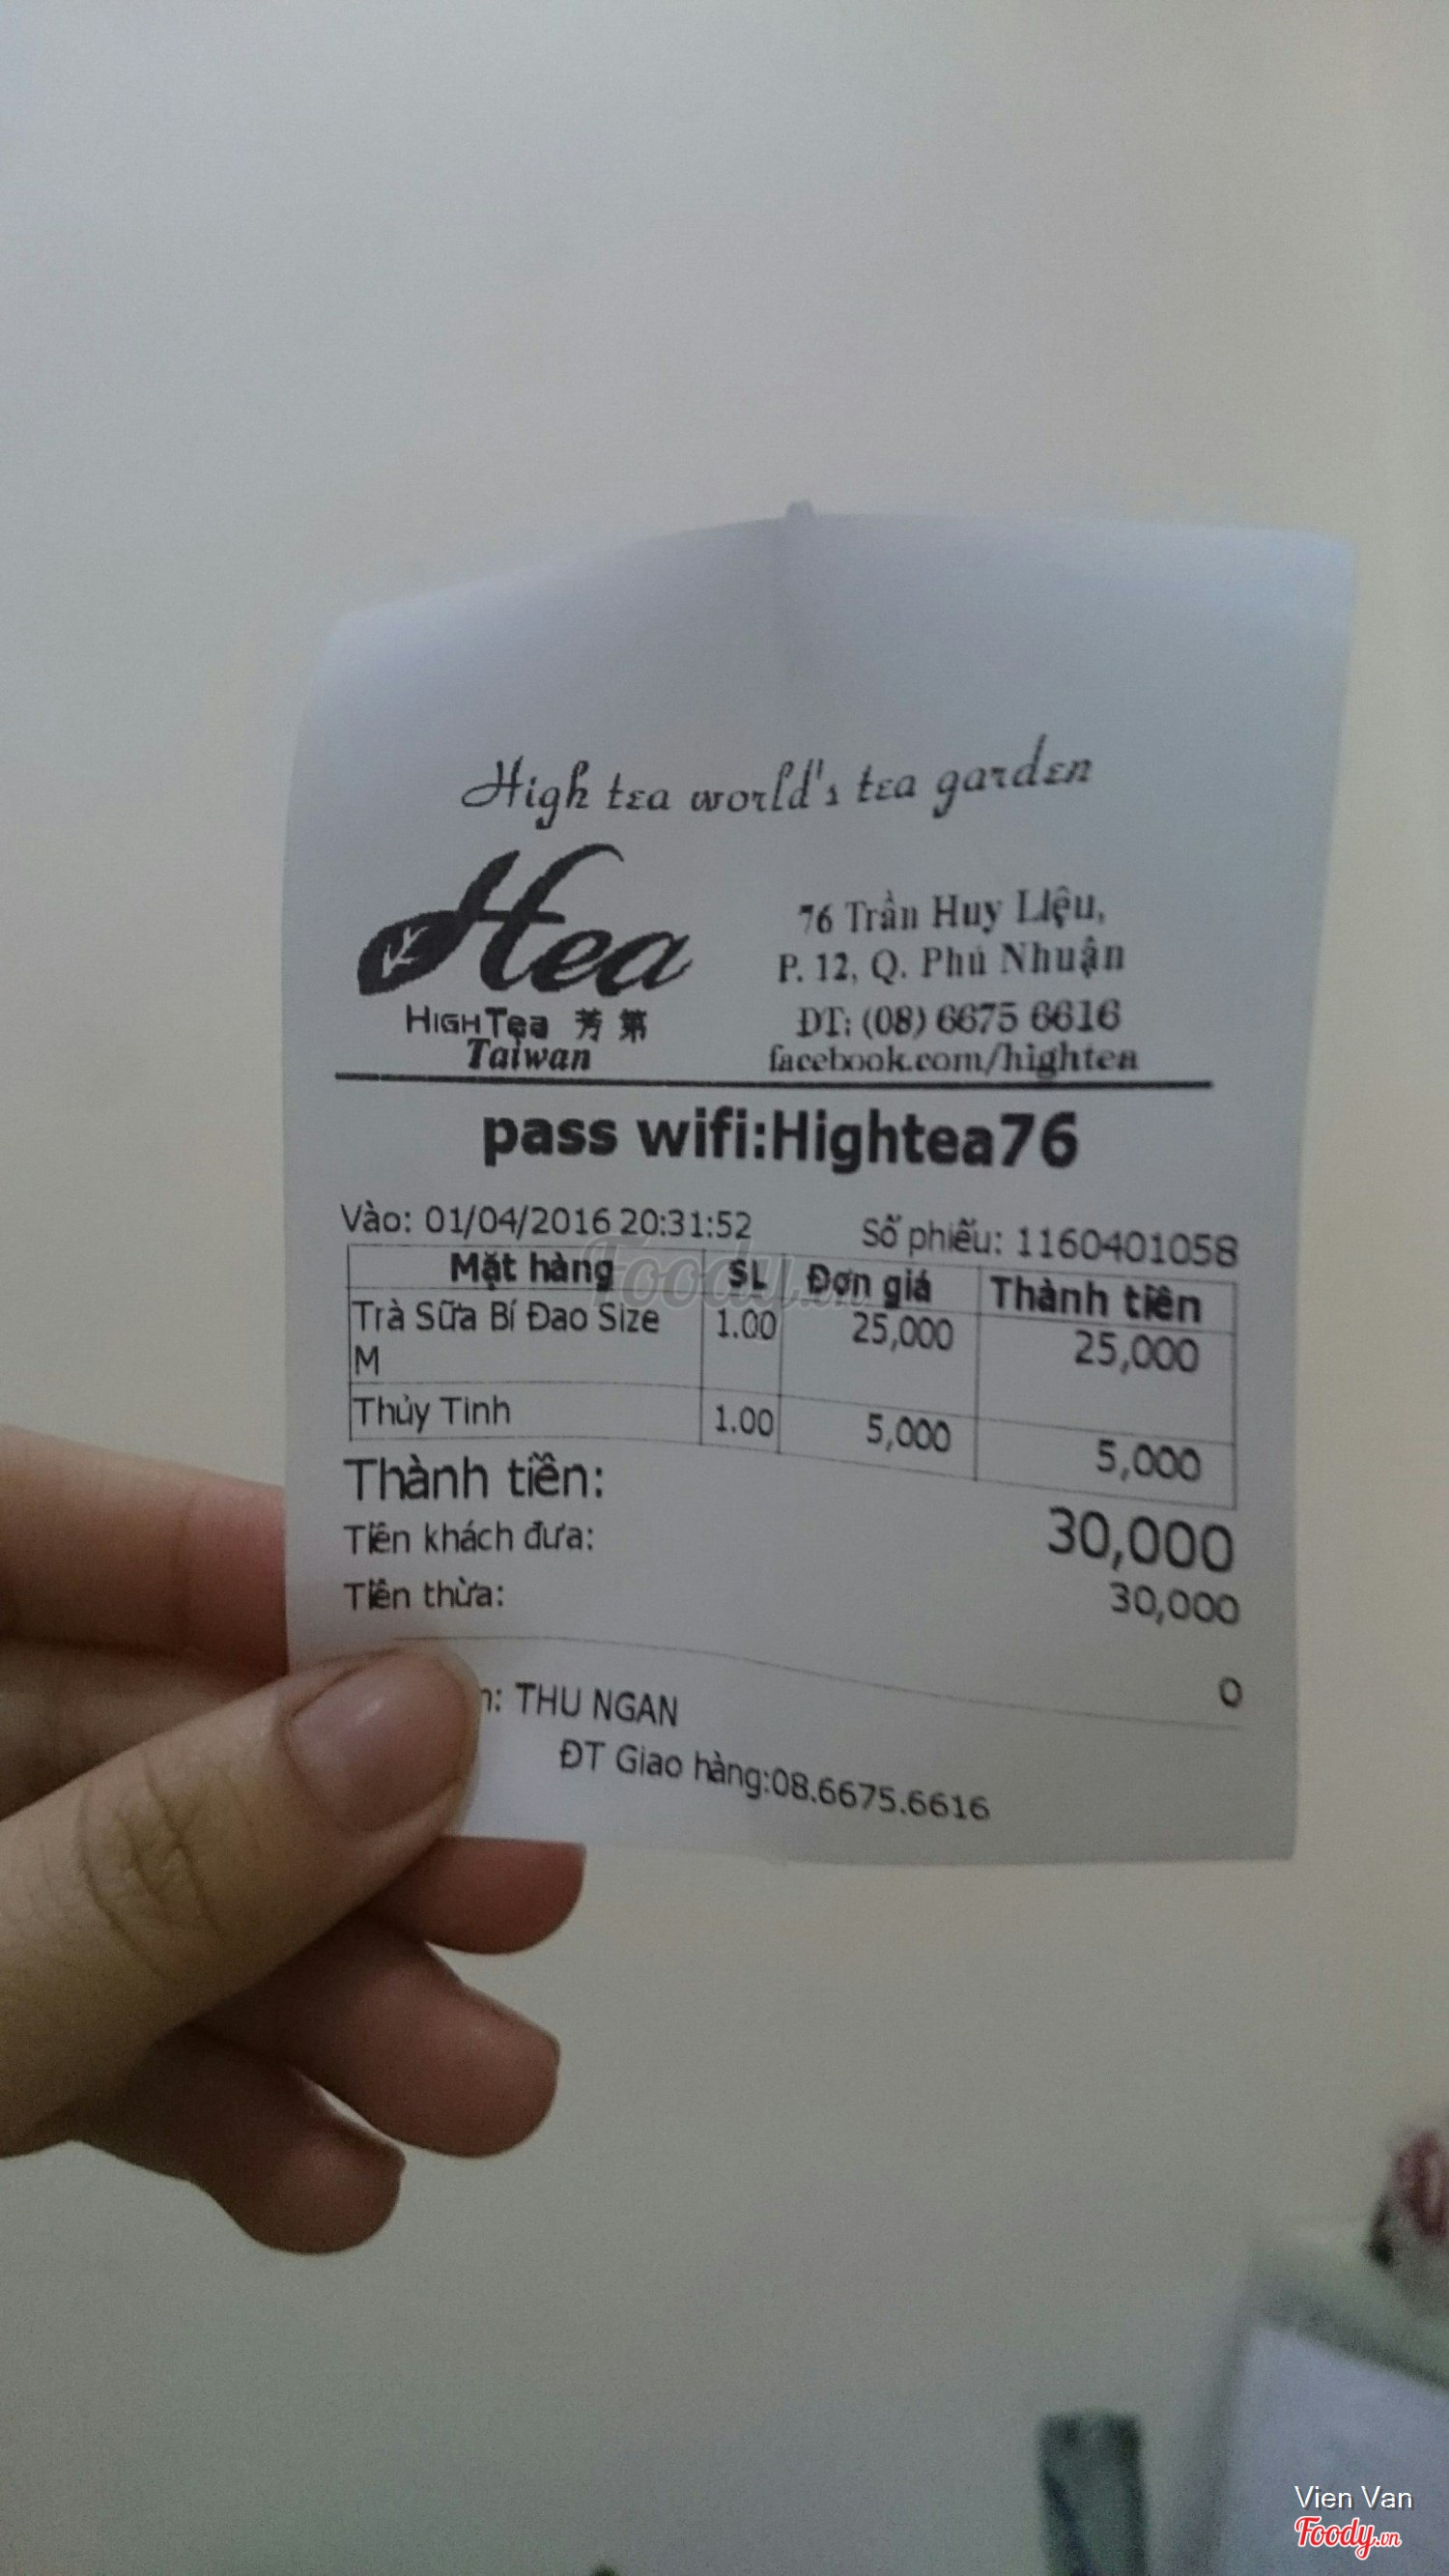 High tea world's tea garden
Hea
HIGH Tea 芳第
Taiwan
76 Trần Huy Liệu,
P. 12, Q. Phú Nhuận
ĐT: (08) 6675 6616
facebook.com/hightea
pass wifi:Hightea76
Vào: 01/04/2016 20:31:52 Số phiếu: 1160401058
Mặt hàng SL Đơn giá Thành tiền
Trà Sữa Bí Đao Size M 1.00 25,000 25,000
Thủy Tinh 1.00 5,000 5,000
Thành tiền: 30,000
Tiền khách đưa: 30,000
Tiền thừa: 0
n: THU NGAN
ĐT Giao hàng:08.6675.6616
Foody.vn
Vien Van
Foody.vn